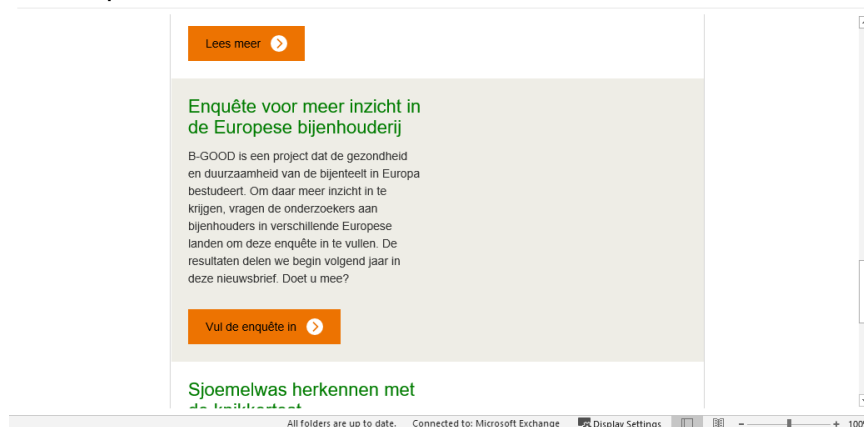 Lees meer
Enquête voor meer inzicht in
de Europese bijenhouderij
B-GOOD is een project dat de gezondheid
en duurzaamheid van de bijenteelt in Europa
bestudeert. Om daar meer inzicht in te
krijgen, vragen de onderzoekers aan
bijenhouders in verschillende Europese
landen om deze enquête in te vullen. De
resultaten delen we begin volgend jaar in
deze nieuwsbrief. Doet u mee?
Vul de enquête in
Sjoemelwas herkennen met
de knikkertest
All folders are up to date. Connected to: Microsoft Exchange Display Settings 100%